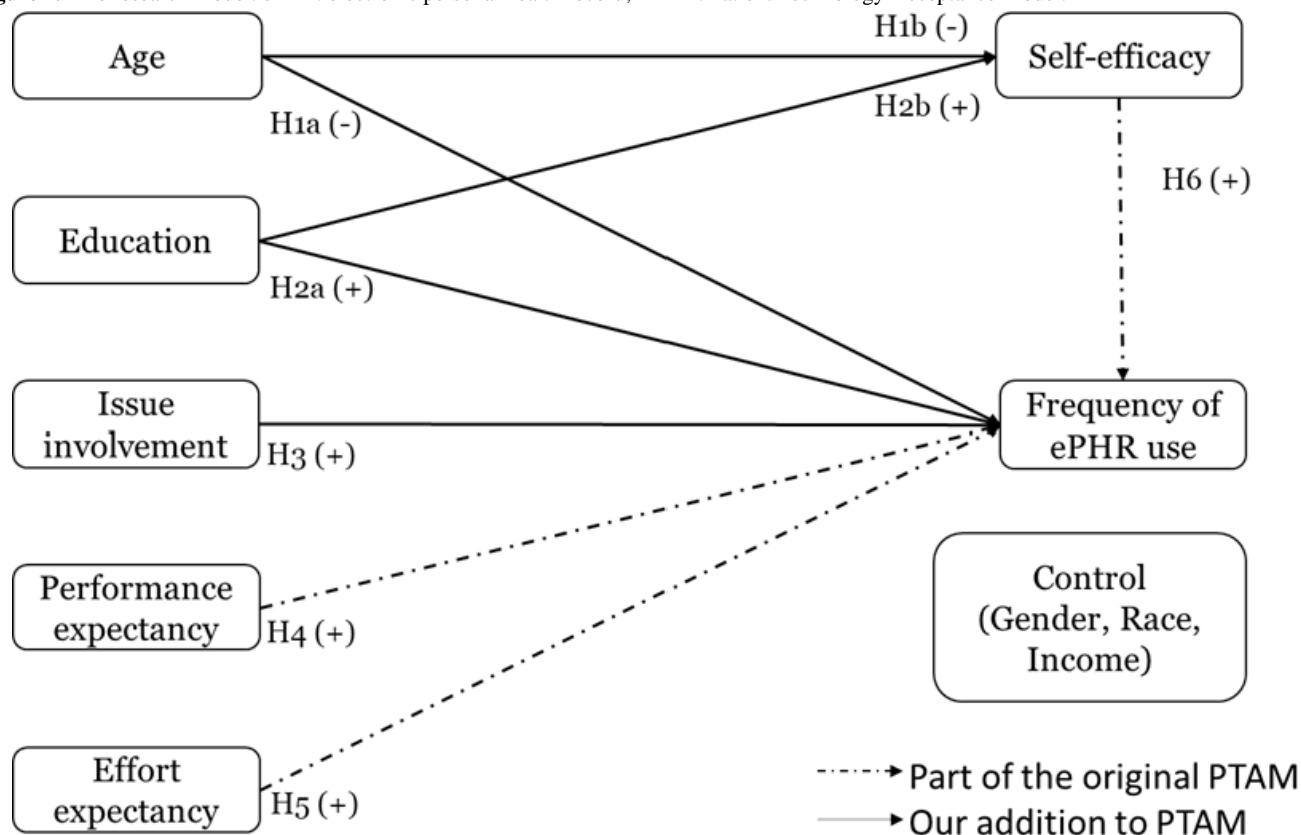 Age
H1b (-)
Self-efficacy
H1a (-)
H2b (+)
H6 (+)
Education
H2a (+)
Issue
involvement
H3 (+)
Frequency of
ePHR use
Performance
expectancy
H4 (+)
Control
(Gender, Race,
Income)
Effort
expectancy
H5 (+)
Part of the original PTAM
Our addition to PTAM